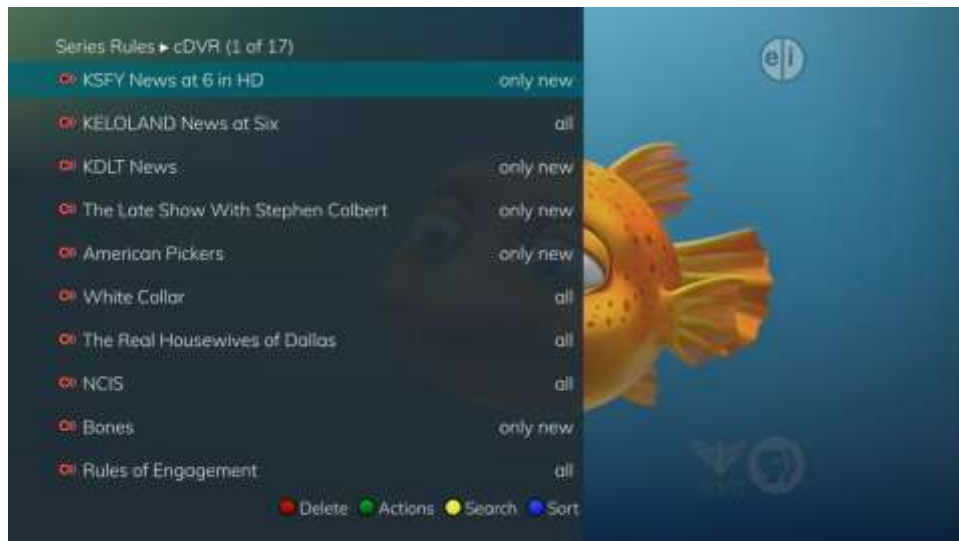 Series Rules ▸ cDVR (1 of 17)
KSFY News at 6 in HD only new
KELOLAND News at Six all
KDLT News only new
The Late Show With Stephen Colbert only new
American Pickers only new
White Collar all
The Real Housewives of Dallas all
NCIS all
Bones only new
Rules of Engagement all
Delete Actions Search Sort
e|i